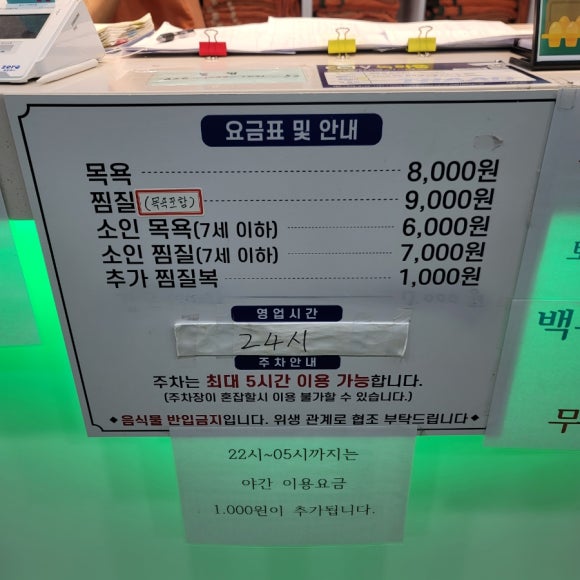 요금표 및 안내
목욕 8,000원
찜질(목욕포함) 9,000원
소인 목욕(7세 이하) 6,000원
소인 찜질(7세 이하) 7,000원
추가 찜질복 1,000원
영업시간
24시
주차안내
주차는 최대 5시간 이용 가능합니다.
(주차장이 혼잡할시 이용 불가할 수 있습니다.)
◆ 음식물 반입금지입니다. 위생 관계로 협조 부탁드립니다 ◆
22시~05시까지는
야간 이용요금
1.000원이 추가됩니다.
백
무